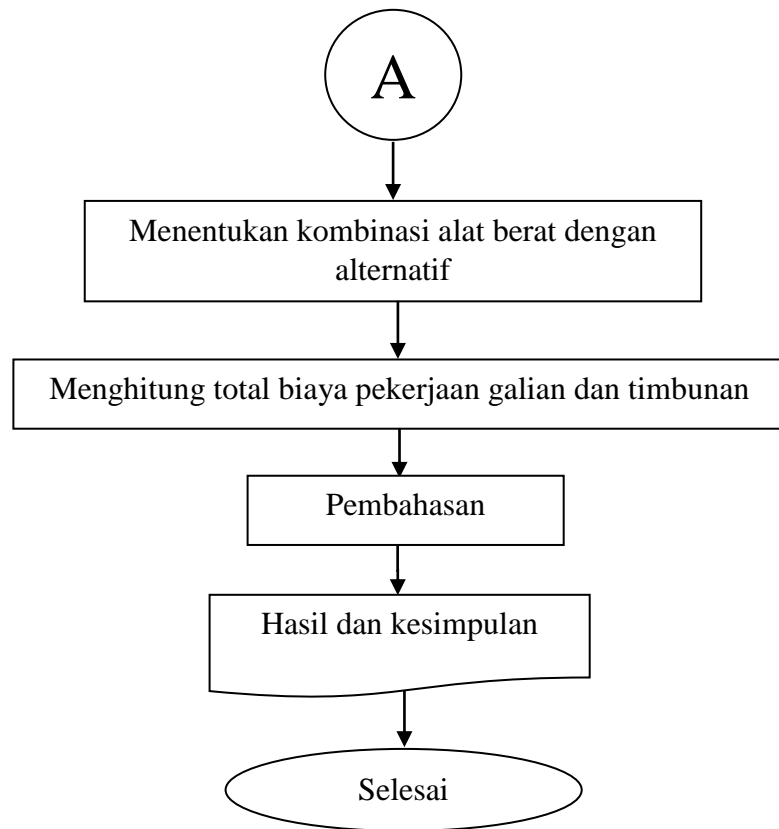 A
Menentukan kombinasi alat berat dengan
alternatif
Menghitung total biaya pekerjaan galian dan timbunan
Pembahasan
Hasil dan kesimpulan
Selesai